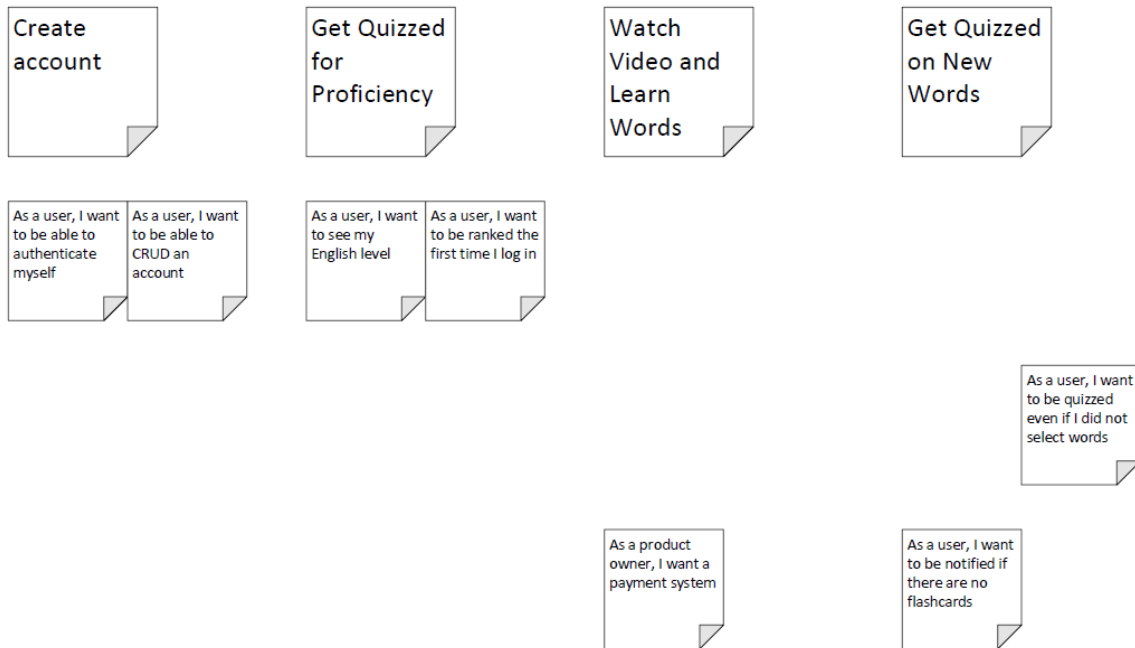 Create
account
Get Quizzed
for
Proficiency
Watch
Video and
Learn
Words
Get Quizzed
on New
Words
As a user, I want
to be able to
authenticate
myself
As a user, I want
to be able to
CRUD an
account
As a user, I want
to see my
English level
As a user, I want
to be ranked the
first time I log in
As a user, I want
to be quizzed
even if I did not
select words
As a product
owner, I want a
payment system
As a user, I want
to be notified if
there are no
flashcards